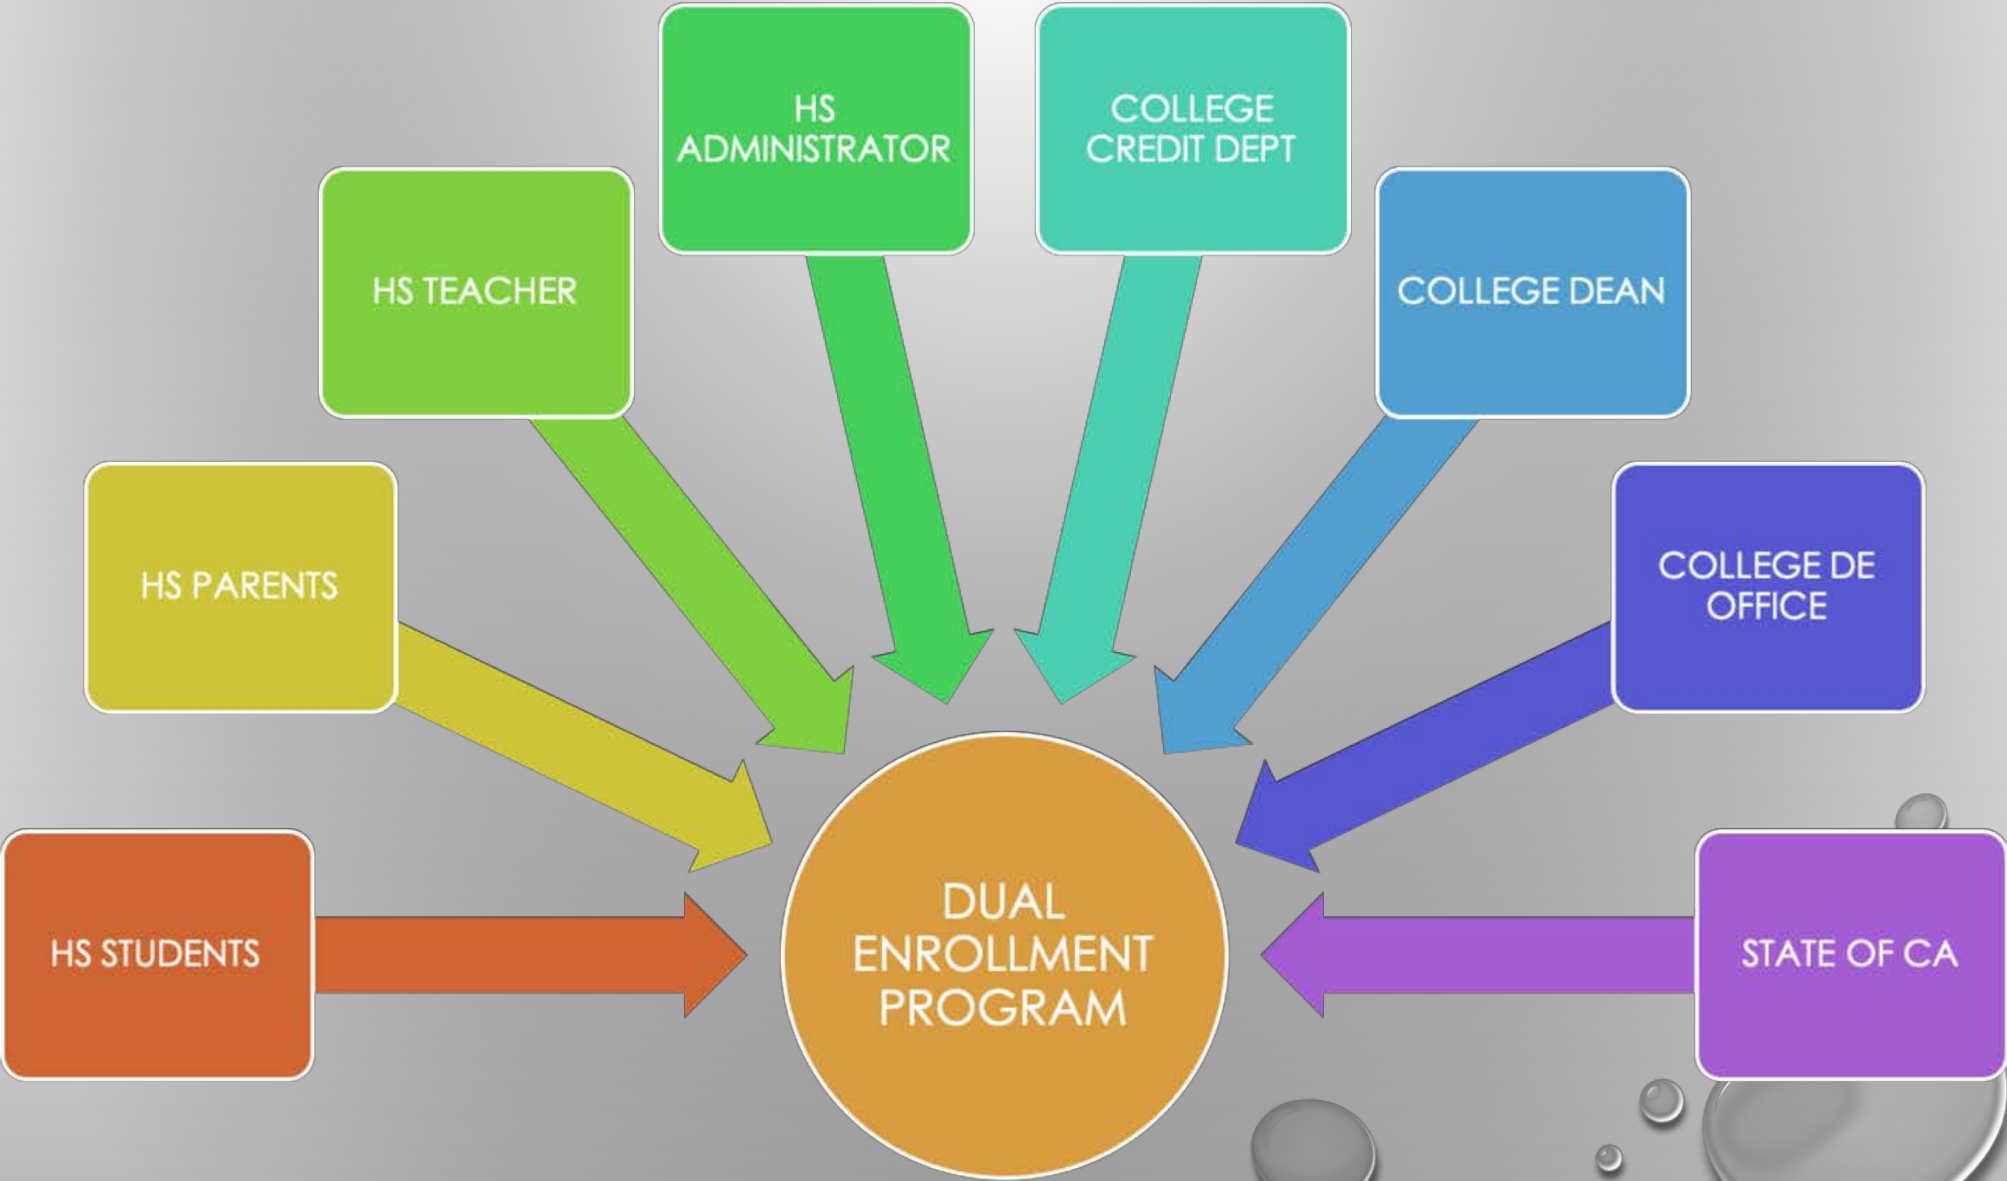 HS
ADMINISTRATOR
COLLEGE
CREDIT DEPT
HS TEACHER
COLLEGE DEAN
HS PARENTS
COLLEGE DE
OFFICE
HS STUDENTS
DUAL
ENROLLMENT
PROGRAM
STATE OF CA